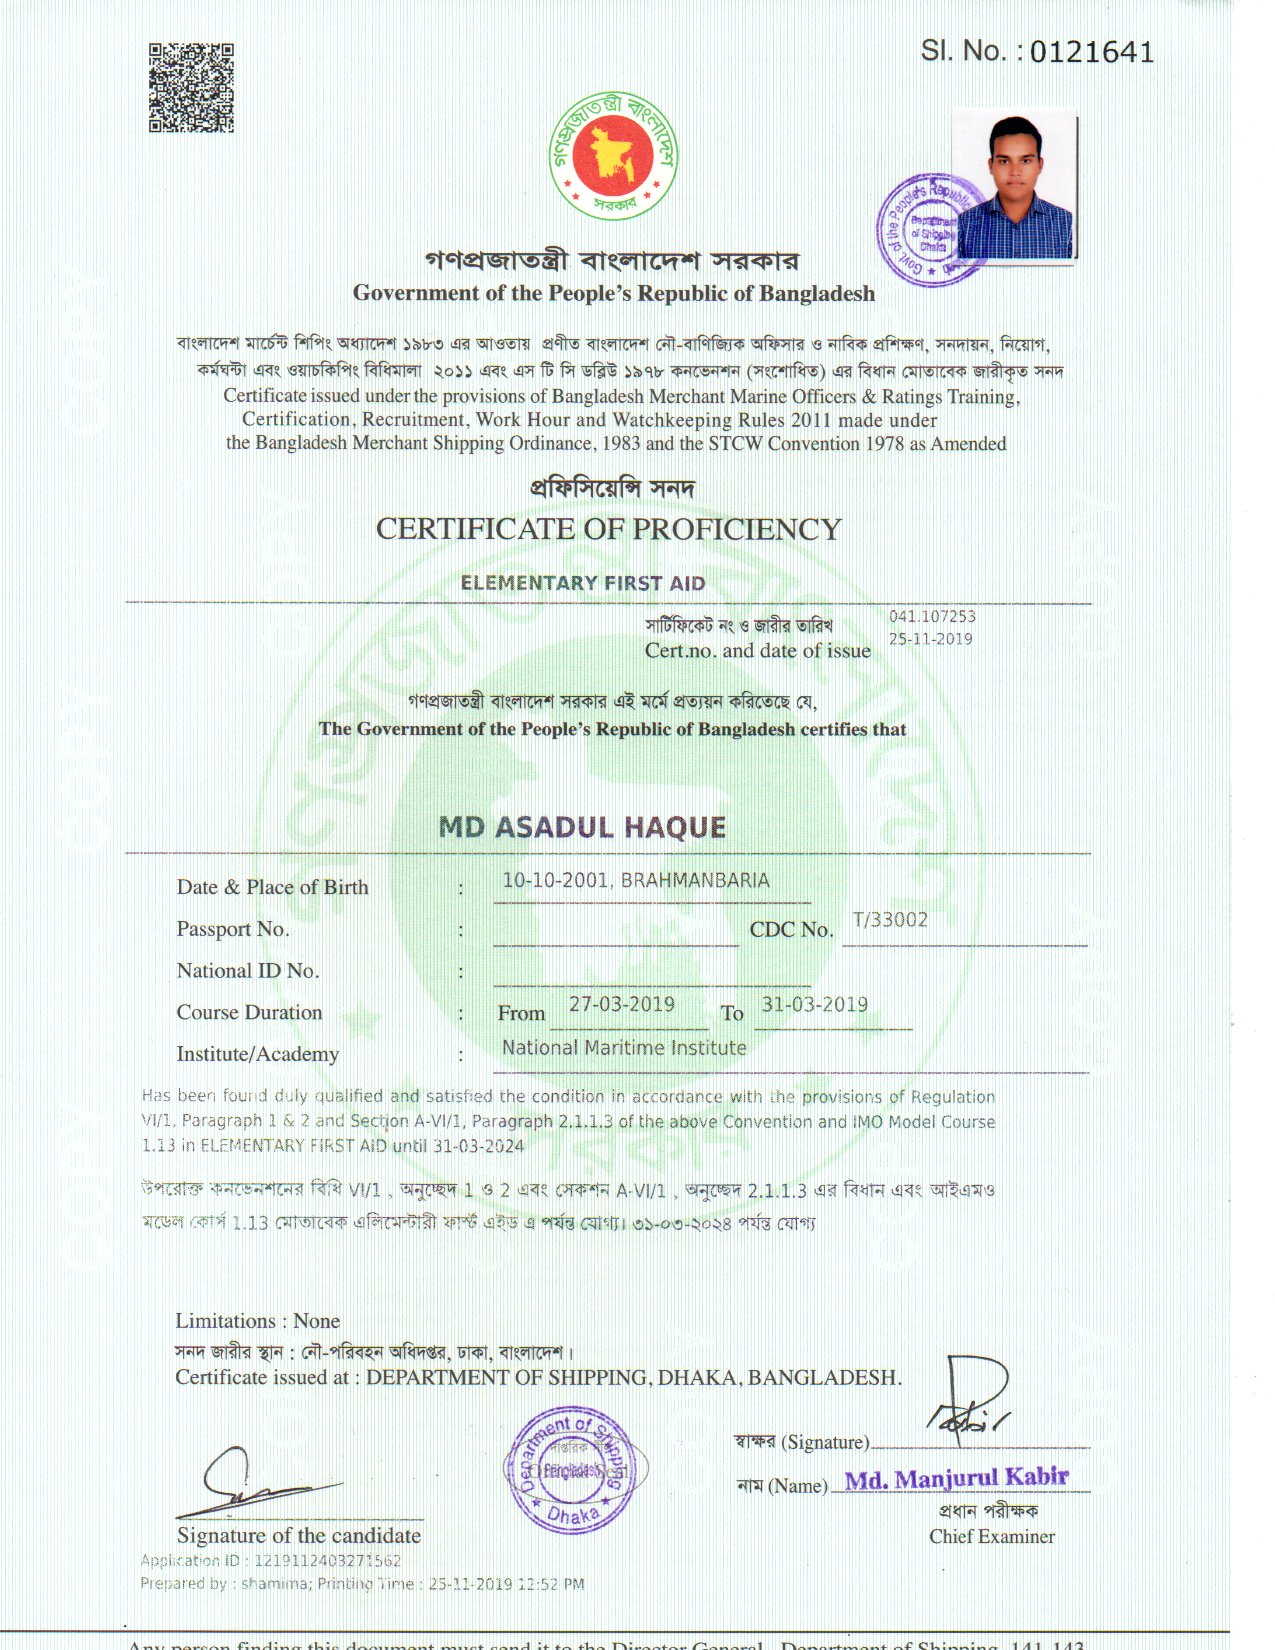 Sl. No. : 0121641
গণপ্রজাতন্ত্রী বাংলাদেশ
সরকার
Govt. of the People's Republic
Department
of Shipping
Dhaka
গণপ্রজাতন্ত্রী বাংলাদেশ সরকার
Government of the People's Republic of Bangladesh
বাংলাদেশ মার্চেন্ট শিপিং অধ্যাদেশ ১৯৮৩ এর আওতায় প্রণীত বাংলাদেশ নৌ-বাণিজ্যিক অফিসার ও নাবিক প্রশিক্ষণ, সনদায়ন, নিয়োগ,
কর্মঘন্টা এবং ওয়াচকিপিং বিধিমালা ২০১১ এবং এস টি সি ডব্লিউ ১৯৭৮ কনভেনশন (সংশোধিত) এর বিধান মোতাবেক জারীকৃত সনদ
Certificate issued under the provisions of Bangladesh Merchant Marine Officers & Ratings Training,
Certification, Recruitment, Work Hour and Watchkeeping Rules 2011 made under
the Bangladesh Merchant Shipping Ordinance, 1983 and the STCW Convention 1978 as Amended
প্রফিসিয়েন্সি সনদ
CERTIFICATE OF PROFICIENCY
ELEMENTARY FIRST AID
সার্টিফিকেট নং ও জারীর তারিখ 041.107253
Cert.no. and date of issue 25-11-2019
গণপ্রজাতন্ত্রী বাংলাদেশ সরকার এই মর্মে প্রত্যয়ন করিতেছে যে,
The Government of the People's Republic of Bangladesh certifies that
MD ASADUL HAQUE
Date & Place of Birth : 10-10-2001, BRAHMANBARIA
Passport No. : CDC No. T/33002
National ID No. :
Course Duration : From 27-03-2019 To 31-03-2019
Institute/Academy : National Maritime Institute
Has been found duly qualified and satisfied the condition in accordance with the provisions of Regulation
VI/1, Paragraph 1 & 2 and Section A-VI/1, Paragraph 2.1.1.3 of the above Convention and IMO Model Course
1.13 in ELEMENTARY FIRST AID until 31-03-2024
উপরোক্ত কনভেনশনের বিধি VI/1 , অনুচ্ছেদ 1 ও 2 এবং সেকশন A-VI/1 , অনুচ্ছেদ 2.1.1.3 এর বিধান এবং আইএমও
মডেল কোর্স 1.13 মোতাবেক এলিমেন্টারী ফার্স্ট এইড এ পর্যন্ত যোগ্য। ৩১-০৩-২০২৪ পর্যন্ত যোগ্য
Limitations : None
সনদ জারীর স্থান : নৌ-পরিবহন অধিদপ্তর, ঢাকা, বাংলাদেশ।
Certificate issued at : DEPARTMENT OF SHIPPING, DHAKA, BANGLADESH.
Department of Shipping
Bangladesh
Dhaka
স্বাক্ষর (Signature)
নাম (Name) Md. Manjurul Kabir
প্রধান পরীক্ষক
Chief Examiner
Signature of the candidate
Application ID : 1219112403271562
Prepared by : shamima; Printing Time : 25-11-2019 12:52 PM
Any person finding this document must send it to the Director General, Department of Shipping, 141-143